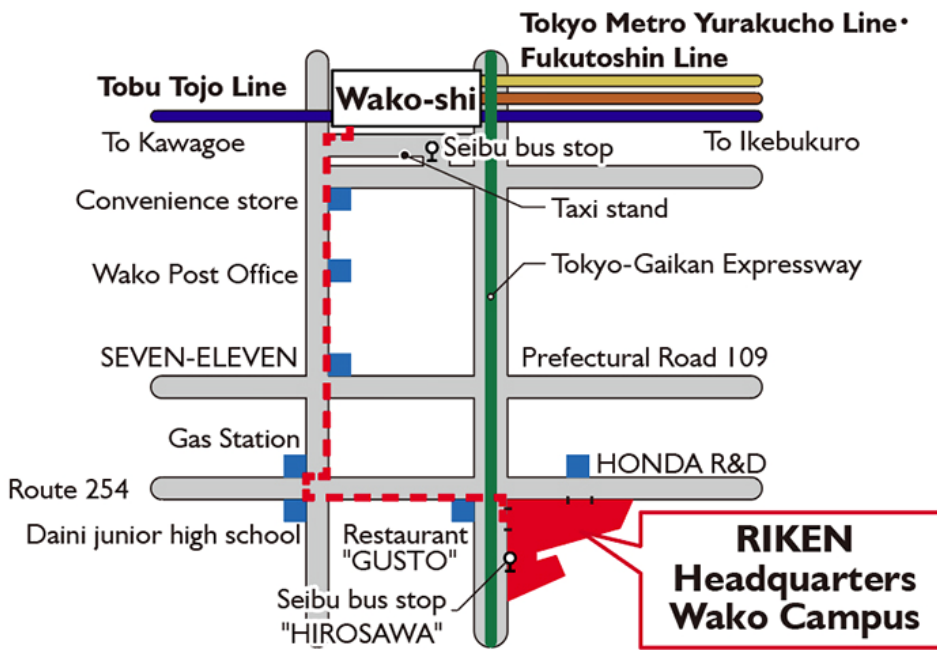 Tokyo Metro Yurakucho Line・
Fukutoshin Line
Tobu Tojo Line
Wako-shi
To Kawagoe
Seibu bus stop
To Ikebukuro
Convenience store
Taxi stand
Wako Post Office
Tokyo-Gaikan Expressway
SEVEN-ELEVEN
Prefectural Road 109
Gas Station
HONDA R&D
Route 254
Daini junior high school
Restaurant
"GUSTO"
RIKEN
Headquarters
Wako Campus
Seibu bus stop
"HIROSAWA"